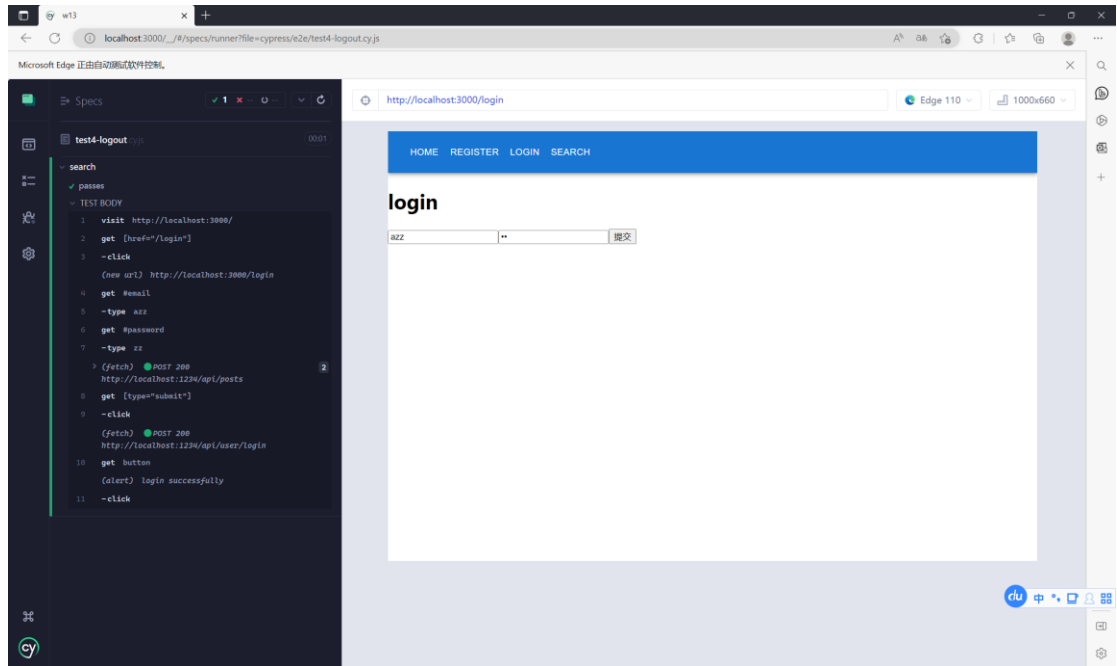 w13
localhost:3000/__/#/specs/runner?file=cypress/e2e/test4-logout.cy.js
Microsoft Edge 正由自动测试软件控制。
Specs
1
test4-logout.cy.js
00:01
http://localhost:3000/login
Edge 110
1000x660
search
passes
TEST BODY
1 visit http://localhost:3000/
2 get [href="/login"]
3 -click
(new url) http://localhost:3000/login
4 get #email
5 -type azz
6 get #password
7 -type zz
(fetch) POST 200 2
http://localhost:1234/api/posts
8 get [type="submit"]
9 -click
(fetch) POST 200
http://localhost:1234/api/user/login
10 get button
(alert) login successfully
11 -click
cy
HOME REGISTER LOGIN SEARCH
login
azz •• 提交
du 中